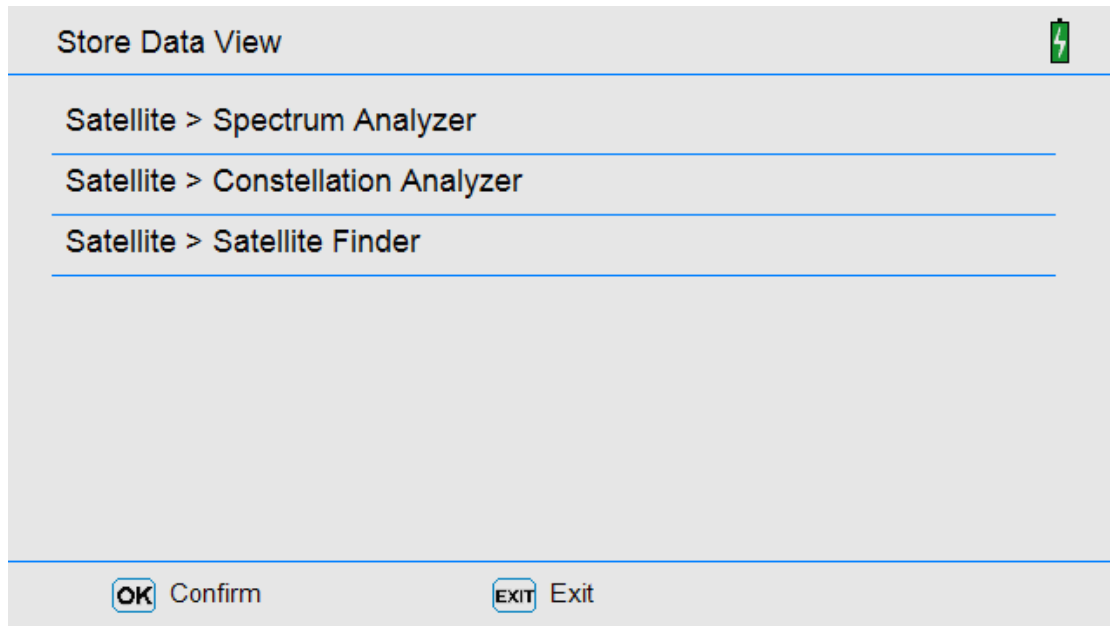 Store Data View
Satellite > Spectrum Analyzer
Satellite > Constellation Analyzer
Satellite > Satellite Finder
OK Confirm EXIT Exit